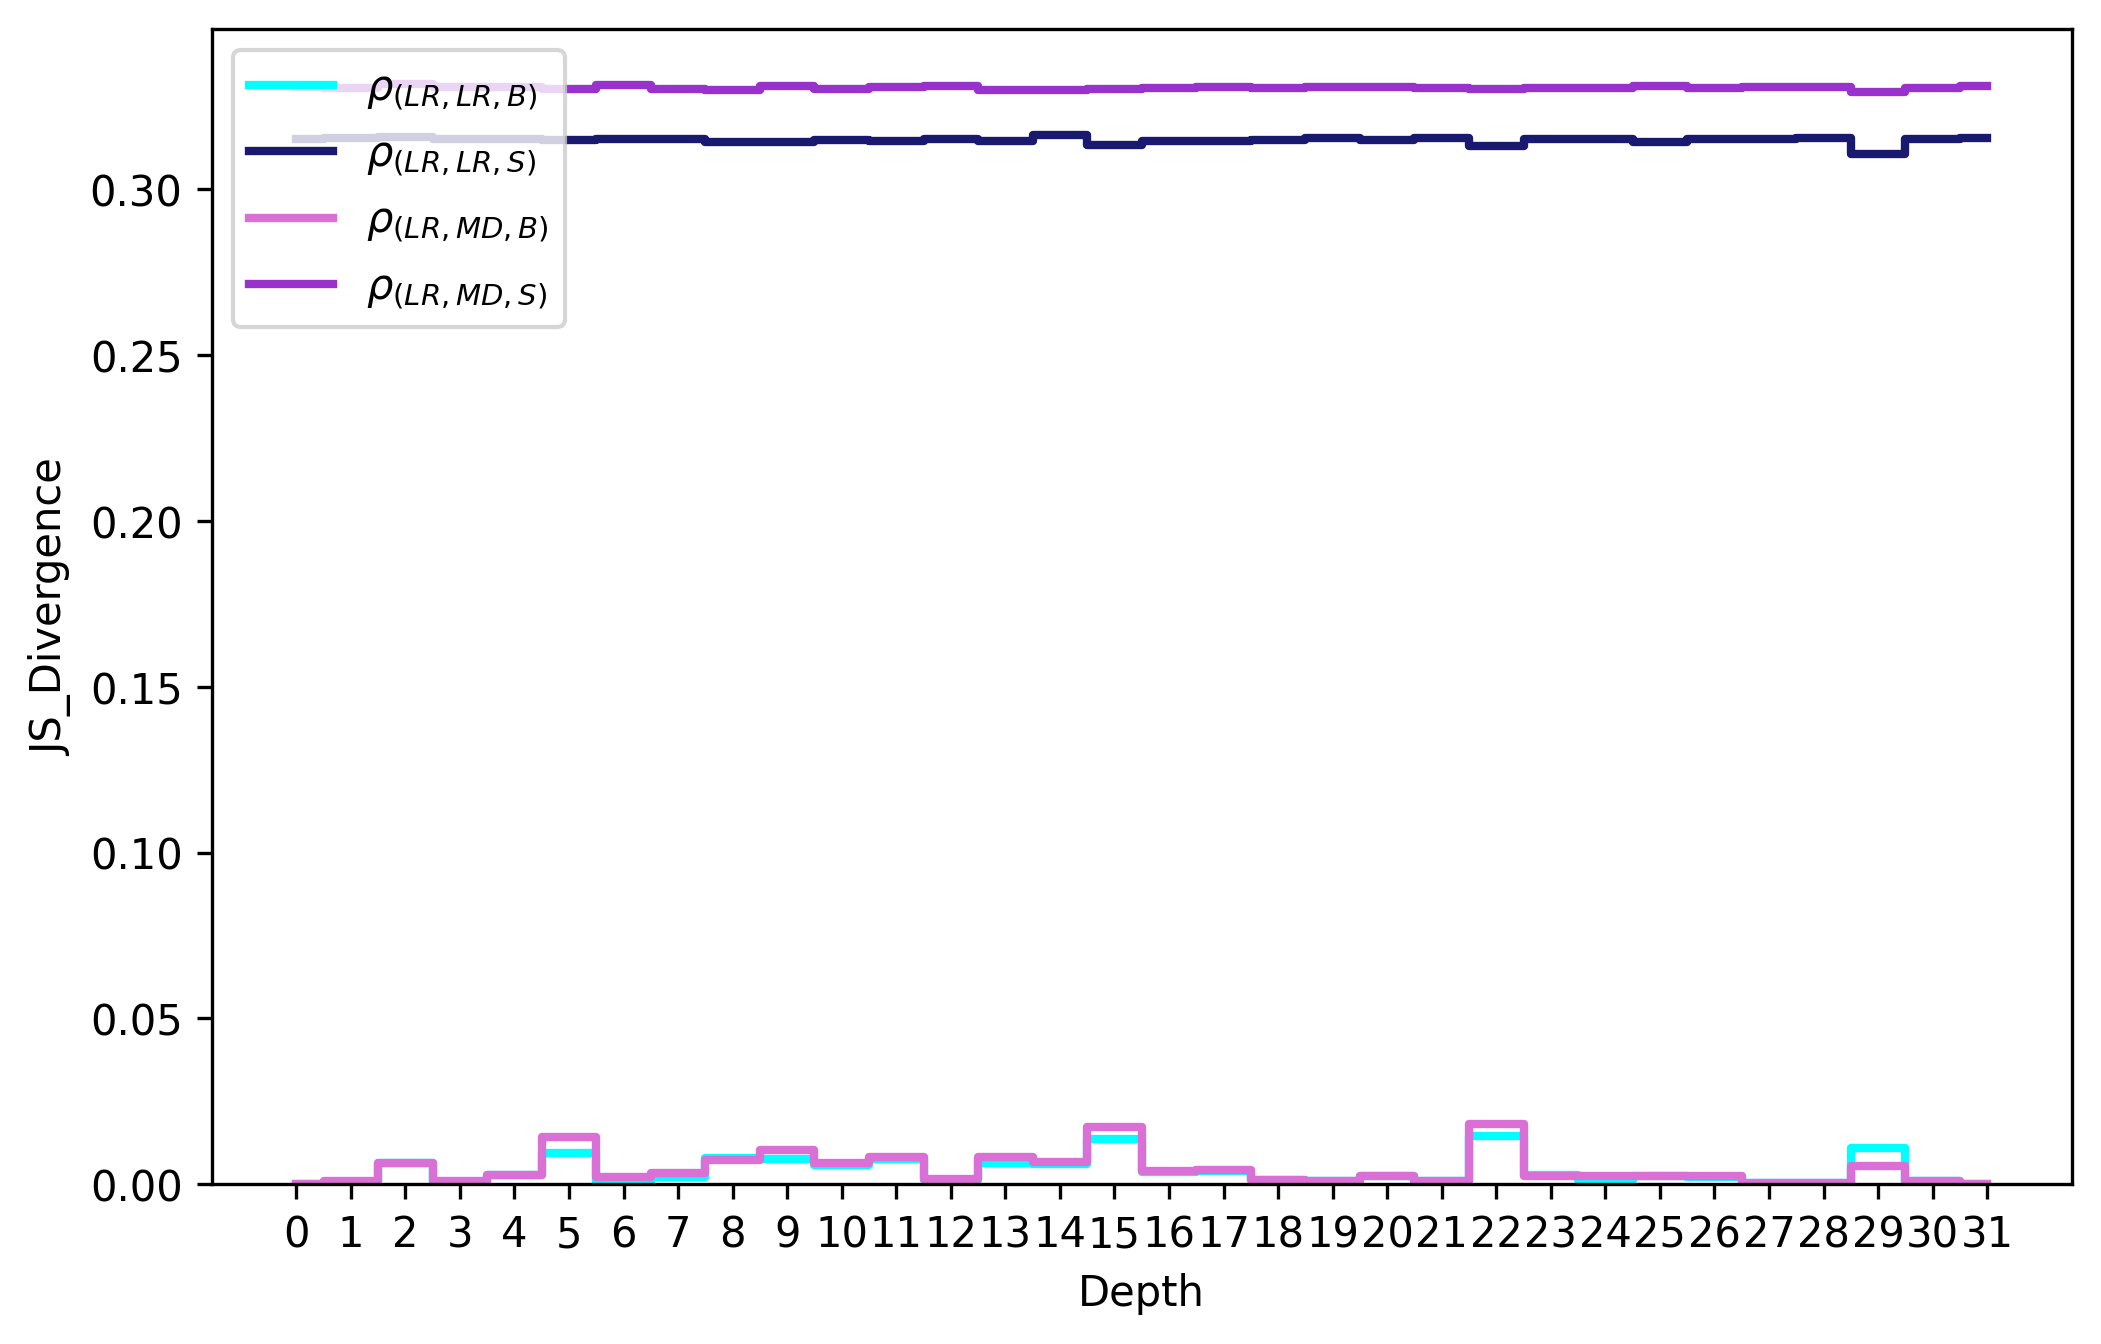 ρ(LR, LR, B)
ρ(LR, LR, S)
ρ(LR, MD, B)
ρ(LR, MD, S)
0.30
0.25
0.20
0.15
0.10
0.05
0.00
JS_Divergence
0 1 2 3 4 5 6 7 8 9 10 11 12 13 14 15 16 17 18 19 20 21 22 23 24 25 26 27 28 29 30 31
Depth